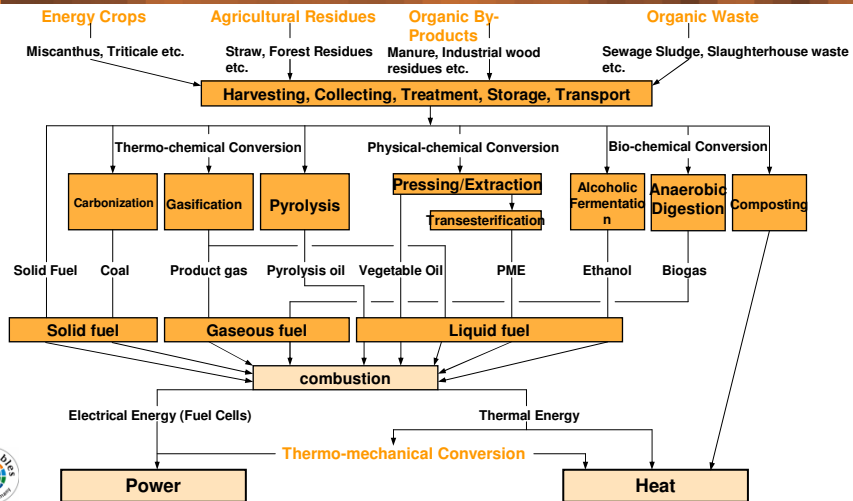 Energy Crops
Agricultural Residues
Organic By-
Products
Organic Waste
Miscanthus, Triticale etc.
Straw, Forest Residues
etc.
Manure, Industrial wood
residues etc.
Sewage Sludge, Slaughterhouse waste
etc.
Harvesting, Collecting, Treatment, Storage, Transport
Thermo-chemical Conversion
Physical-chemical Conversion
Bio-chemical Conversion
Carbonization
Gasification
Pyrolysis
Pressing/Extraction
Transesterification
Alcoholic
Fermentatio
n
Anaerobic
Digestion
Composting
Solid Fuel
Coal
Product gas
Pyrolysis oil
Vegetable Oil
PME
Ethanol
Biogas
Solid fuel
Gaseous fuel
Liquid fuel
combustion
Electrical Energy (Fuel Cells)
Thermal Energy
Thermo-mechanical Conversion
Power
Heat